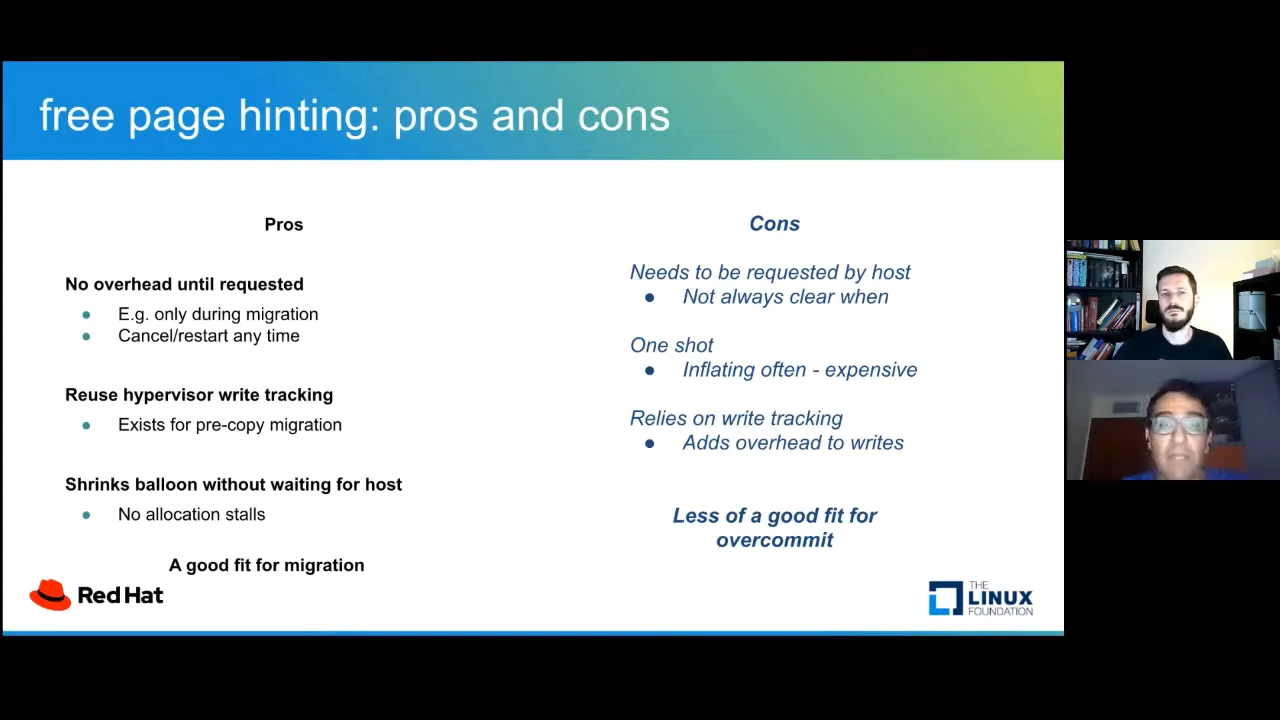 free page hinting: pros and cons
Pros
No overhead until requested
● E.g. only during migration
● Cancel/restart any time
Reuse hypervisor write tracking
● Exists for pre-copy migration
Shrinks balloon without waiting for host
● No allocation stalls
A good fit for migration
Cons
Needs to be requested by host
● Not always clear when
One shot
● Inflating often - expensive
Relies on write tracking
● Adds overhead to writes
Less of a good fit for
overcommit
Red Hat
THE
LINUX
FOUNDATION